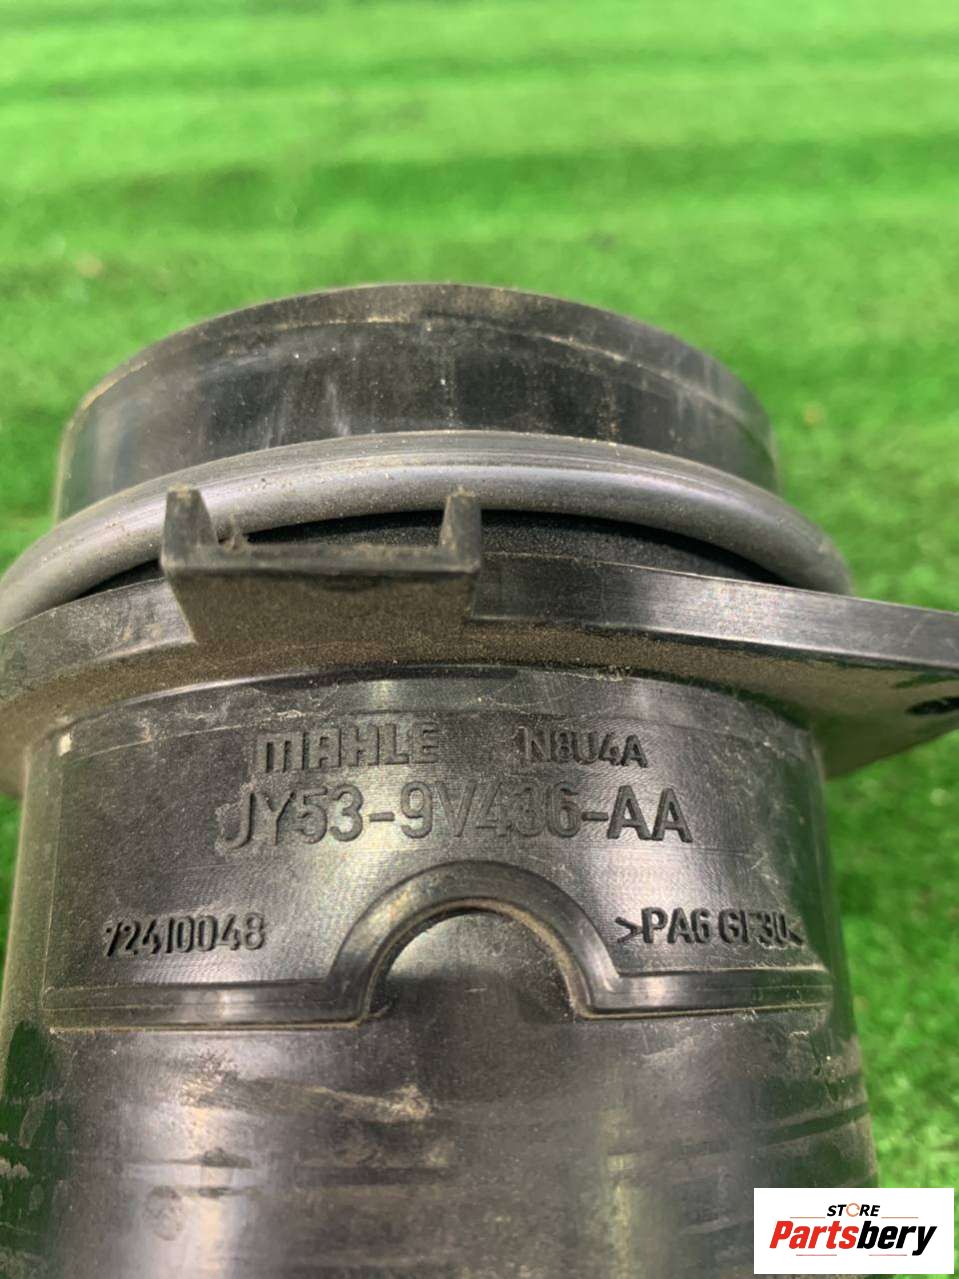 MAHLE N8U4A
JY53-9V436-AA
72410048 >PA6 GF30<
STORE
Partsbery